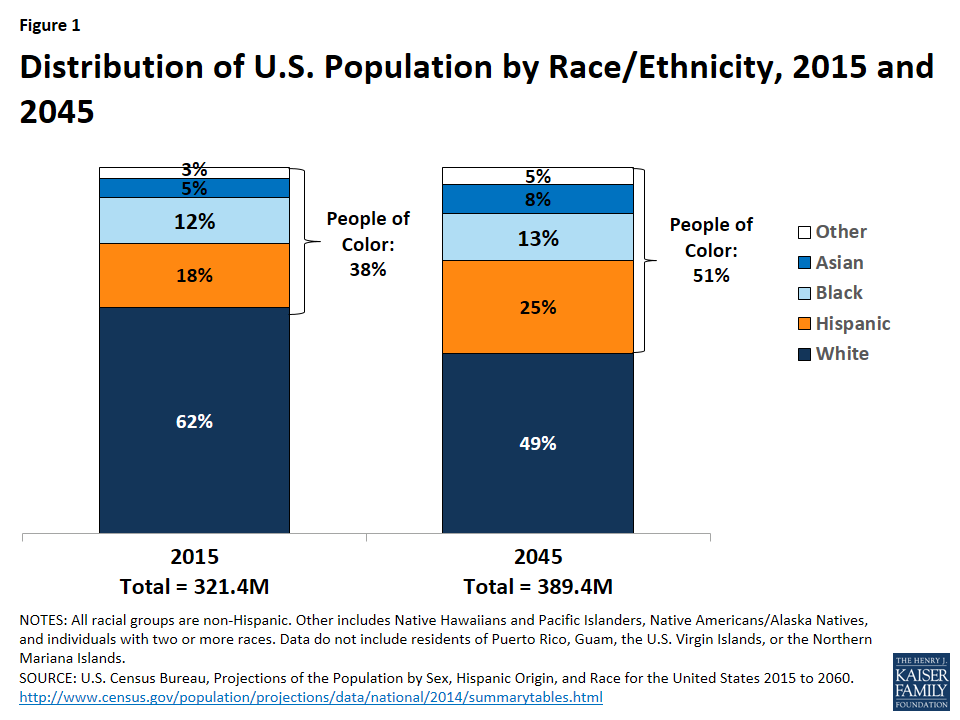 Figure 1
Distribution of U.S. Population by Race/Ethnicity, 2015 and
2045
3%
5%
12%
18%
62%
People of
Color:
38%
5%
8%
13%
25%
49%
People of
Color:
51%
Other
Asian
Black
Hispanic
White
2015
Total = 321.4M
2045
Total = 389.4M
NOTES: All racial groups are non-Hispanic. Other includes Native Hawaiians and Pacific Islanders, Native Americans/Alaska Natives,
and individuals with two or more races. Data do not include residents of Puerto Rico, Guam, the U.S. Virgin Islands, or the Northern
Mariana Islands.
SOURCE: U.S. Census Bureau, Projections of the Population by Sex, Hispanic Origin, and Race for the United States 2015 to 2060.
http://www.census.gov/population/projections/data/national/2014/summarytables.html
THE HENRY J.
KAISER
FAMILY
FOUNDATION